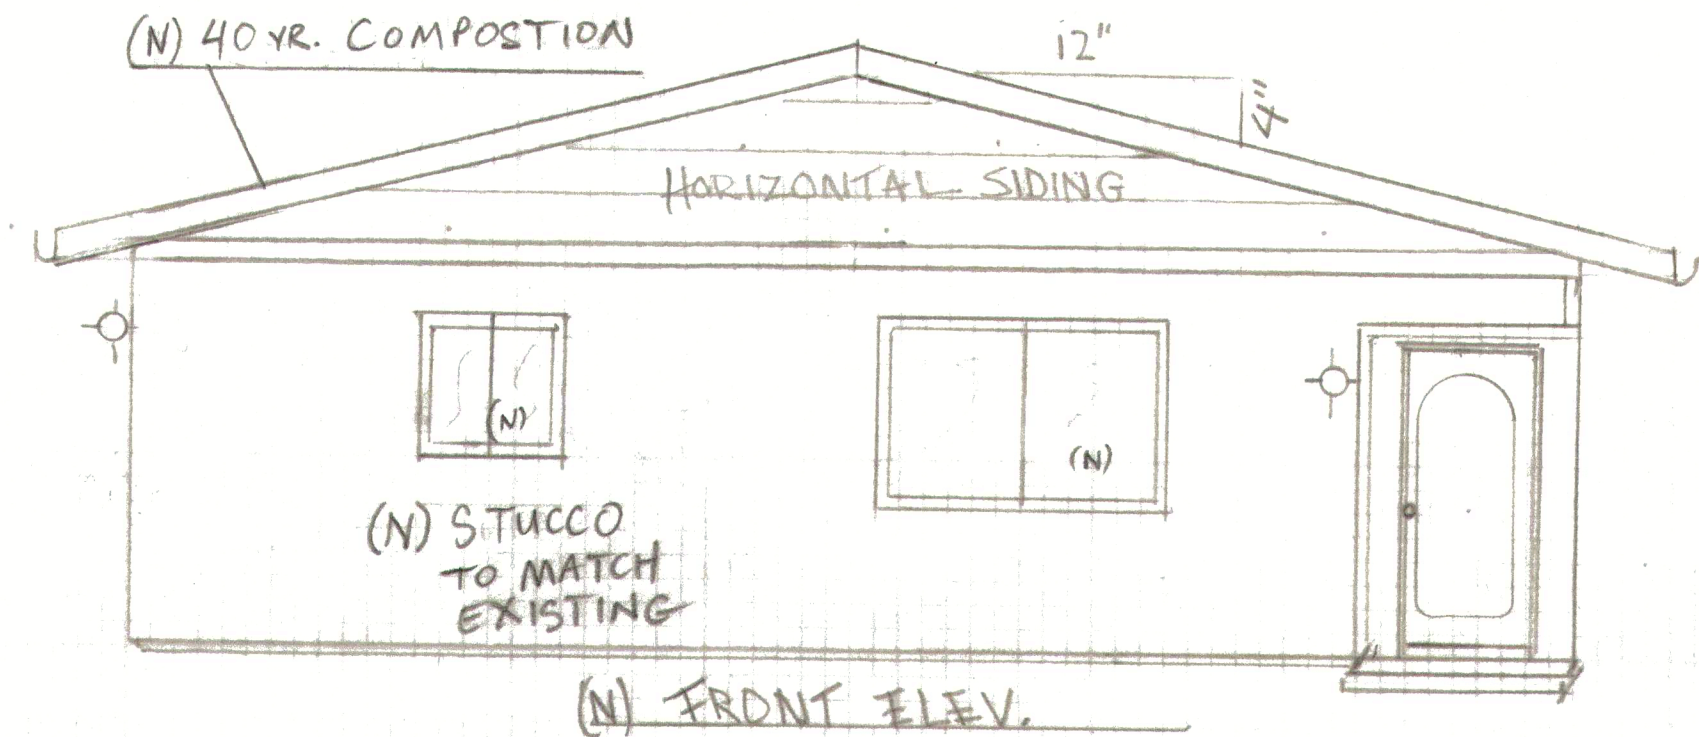 (N) 40 YR. COMPOSTION
12"
4"
HORIZONTAL SIDING
(N)
(N)
(N) STUCCO
TO MATCH
EXISTING
(N) FRONT ELEV.